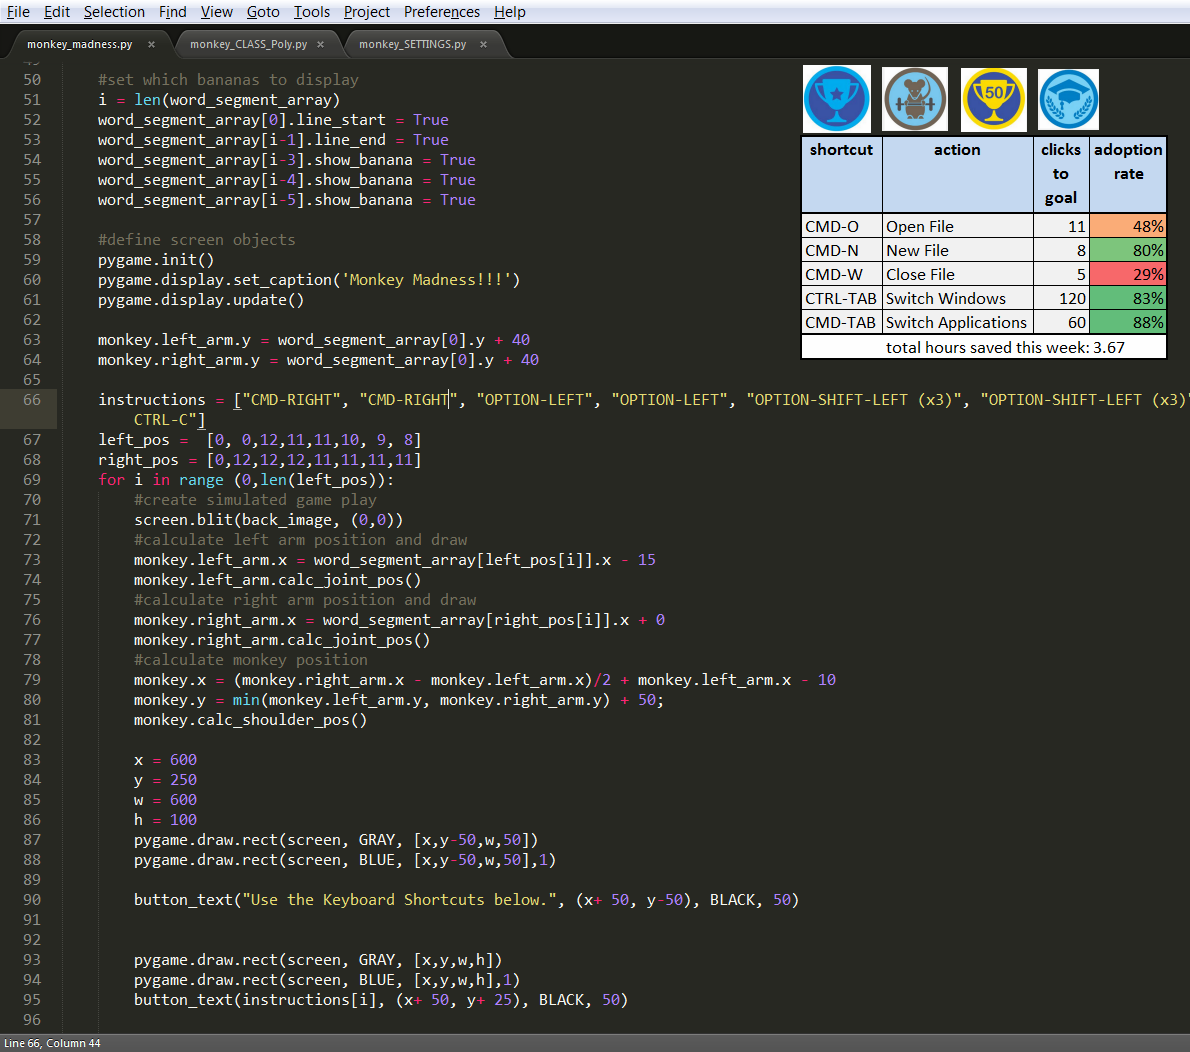 File Edit Selection Find View Goto Tools Project Preferences Help
monkey_madness.py × monkey_CLASS_Poly.py × monkey_SETTINGS.py ×
50 #set which bananas to display
51 i = len(word_segment_array)
52 word_segment_array[0].line_start = True
53 word_segment_array[i-1].line_end = True
54 word_segment_array[i-3].show_banana = True
55 word_segment_array[i-4].show_banana = True
56 word_segment_array[i-5].show_banana = True
57
58 #define screen objects
59 pygame.init()
60 pygame.display.set_caption('Monkey Madness!!!')
61 pygame.display.update()
62
63 monkey.left_arm.y = word_segment_array[0].y + 40
64 monkey.right_arm.y = word_segment_array[0].y + 40
65
66 instructions = ["CMD-RIGHT", "CMD-RIGHT", "OPTION-LEFT", "OPTION-LEFT", "OPTION-SHIFT-LEFT (x3)", "OPTION-SHIFT-LEFT (x3)"
CTRL-C"]
67 left_pos =  [0, 0,12,11,11,10, 9, 8]
68 right_pos = [0,12,12,12,11,11,11,11]
69 for i in range (0,len(left_pos)):
70 #create simulated game play
71 screen.blit(back_image, (0,0))
72 #calculate left arm position and draw
73 monkey.left_arm.x = word_segment_array[left_pos[i]].x - 15
74 monkey.left_arm.calc_joint_pos()
75 #calculate right arm position and draw
76 monkey.right_arm.x = word_segment_array[right_pos[i]].x + 0
77 monkey.right_arm.calc_joint_pos()
78 #calculate monkey position
79 monkey.x = (monkey.right_arm.x - monkey.left_arm.x)/2 + monkey.left_arm.x - 10
80 monkey.y = min(monkey.left_arm.y, monkey.right_arm.y) + 50;
81 monkey.calc_shoulder_pos()
82
83 x = 600
84 y = 250
85 w = 600
86 h = 100
87 pygame.draw.rect(screen, GRAY, [x,y-50,w,50])
88 pygame.draw.rect(screen, BLUE, [x,y-50,w,50],1)
89
90 button_text("Use the Keyboard Shortcuts below.", (x+ 50, y-50), BLACK, 50)
91
92
93 pygame.draw.rect(screen, GRAY, [x,y,w,h])
94 pygame.draw.rect(screen, BLUE, [x,y,w,h],1)
95 button_text(instructions[i], (x+ 50, y+ 25), BLACK, 50)
96
50
shortcut action clicks to goal adoption rate
CMD-O Open File 11 48%
CMD-N New File 8 80%
CMD-W Close File 5 29%
CTRL-TAB Switch Windows 120 83%
CMD-TAB Switch Applications 60 88%
total hours saved this week: 3.67
Line 66, Column 44